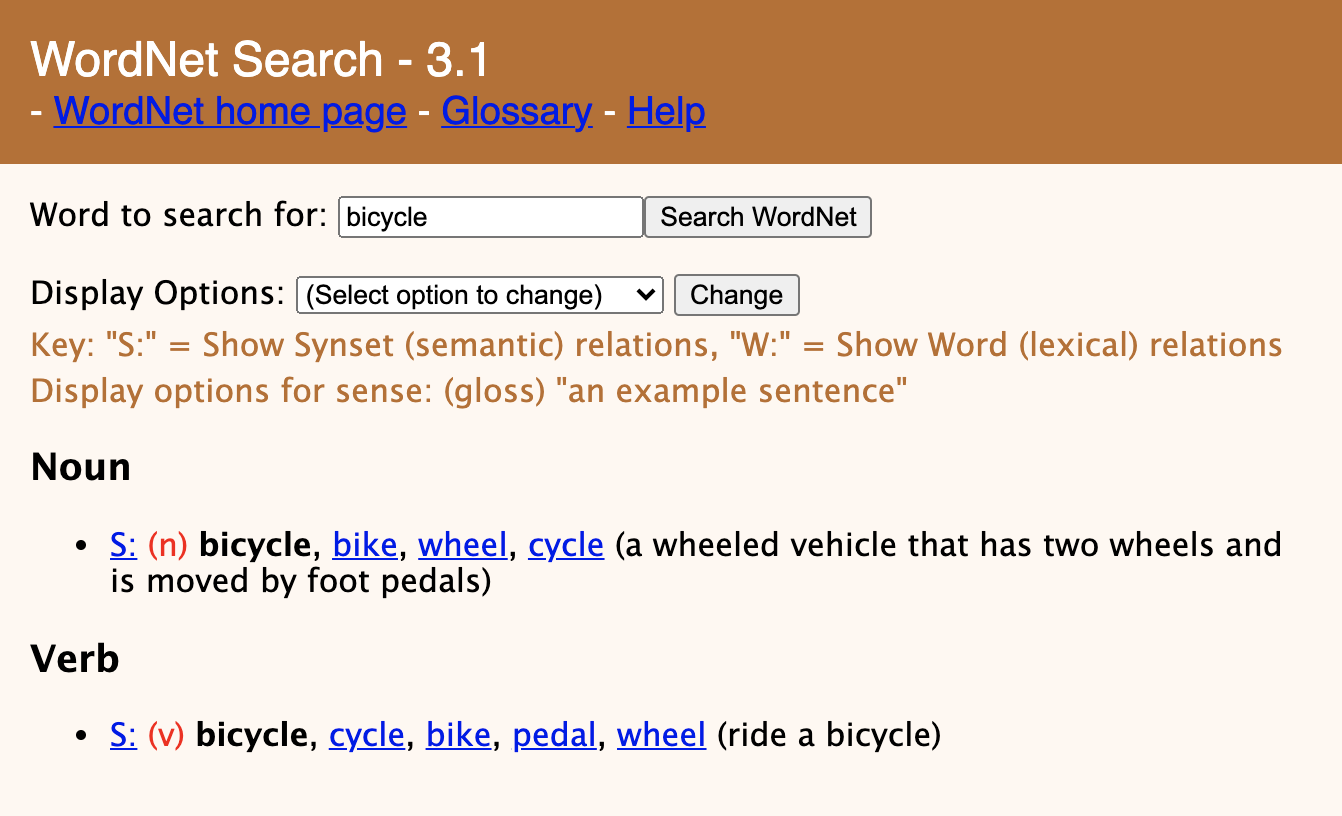 WordNet Search - 3.1
- WordNet home page - Glossary - Help
Word to search for: bicycle Search WordNet
Display Options: (Select option to change) Change
Key: "S:" = Show Synset (semantic) relations, "W:" = Show Word (lexical) relations
Display options for sense: (gloss) "an example sentence"
Noun
• S: (n) bicycle, bike, wheel, cycle (a wheeled vehicle that has two wheels and
is moved by foot pedals)
Verb
• S: (v) bicycle, cycle, bike, pedal, wheel (ride a bicycle)